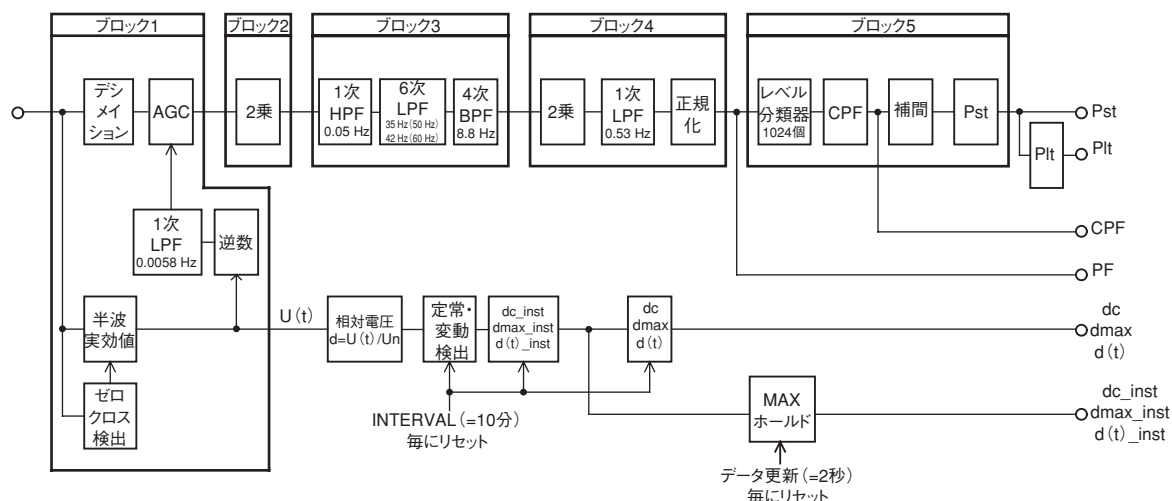 ブロック1
ブロック2
ブロック3
ブロック4
ブロック5
デシ
メイ
ション
AGC
2乗
1次
HPF
0.05 Hz
6次
LPF
35 Hz(50 Hz)
42 Hz(60 Hz)
4次
BPF
8.8 Hz
2乗
1次
LPF
0.53 Hz
正規
化
レベル
分類器
1024個
CPF
補間
Pst
Pst
Plt
Plt
CPF
PF
1次
LPF
0.0058 Hz
逆数
半波
実効値
ゼロ
クロス
検出
U(t)
相対電圧
d=U(t)/Un
定常・
変動
検出
dc_inst
dmax_inst
d(t)_inst
dc
dmax
d(t)
dc
dmax
d(t)
INTERVAL(=10分)
毎にリセット
MAX
ホールド
dc_inst
dmax_inst
d(t)_inst
データ更新(=2秒)
毎にリセット